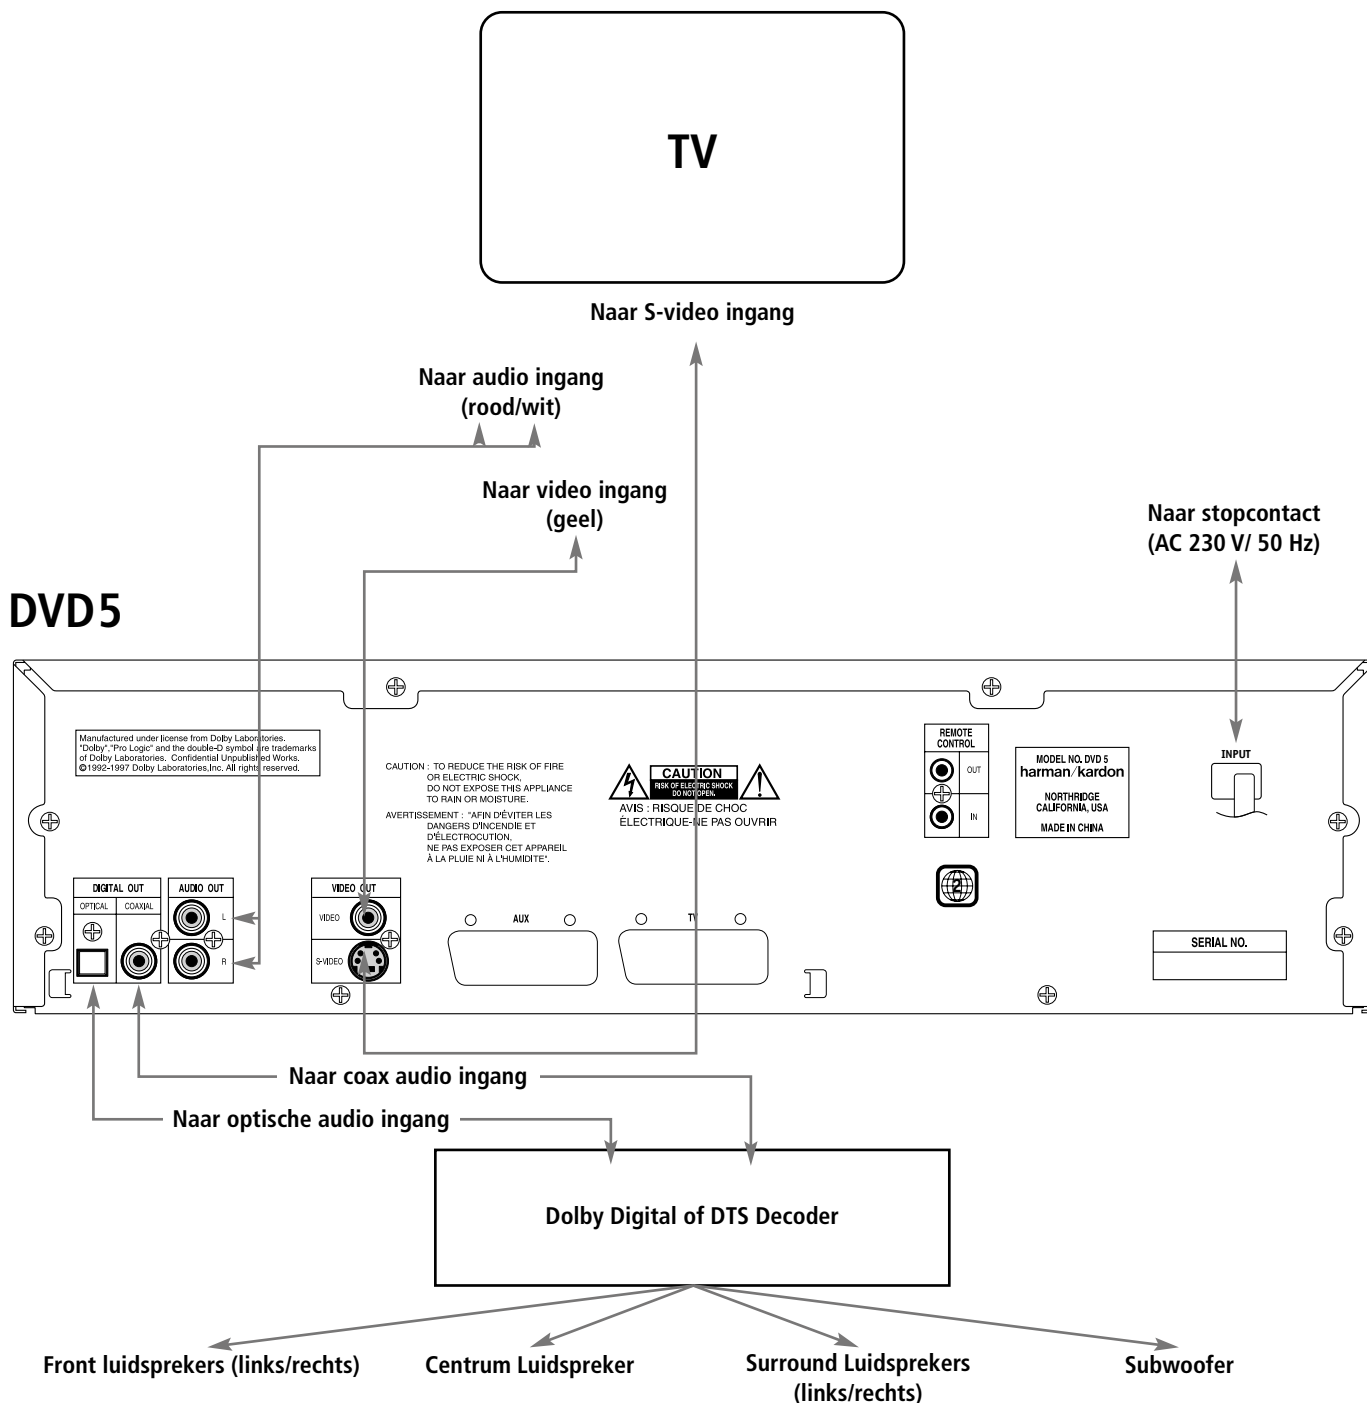 TV
Naar S-video ingang
Naar audio ingang
(rood/wit)
Naar video ingang
(geel)
Naar stopcontact
(AC 230 V/ 50 Hz)
DVD5
Manufactured under license from Dolby Laboratories.
"Dolby","Pro Logic" and the double-D symbol are trademarks
of Dolby Laboratories. Confidential Unpublished Works.
©1992-1997 Dolby Laboratories,Inc. All rights reserved.
CAUTION : TO REDUCE THE RISK OF FIRE
OR ELECTRIC SHOCK,
DO NOT EXPOSE THIS APPLIANCE
TO RAIN OR MOISTURE.
AVERTISSEMENT : "AFIN D'ÉVITER LES
DANGERS D'INCENDIE ET
D'ÉLECTROCUTION,
NE PAS EXPOSER CET APPAREIL
À LA PLUIE NI À L'HUMIDITE".
CAUTION
RISK OF ELECTRIC SHOCK
DO NOT OPEN.
AVIS : RISQUE DE CHOC
ÉLECTRIQUE-NE PAS OUVRIR
REMOTE
CONTROL
OUT
IN
MODEL NO. DVD 5
harman/kardon
NORTHRIDGE
CALIFORNIA, USA
MADE IN CHINA
INPUT
2
DIGITAL OUT
OPTICAL
COAXIAL
AUDIO OUT
L
R
VIDEO OUT
VIDEO
S-VIDEO
AUX
TV
SERIAL NO.
Naar coax audio ingang
Naar optische audio ingang
Dolby Digital of DTS Decoder
Front luidsprekers (links/rechts)
Centrum Luidspreker
Surround Luidsprekers
(links/rechts)
Subwoofer